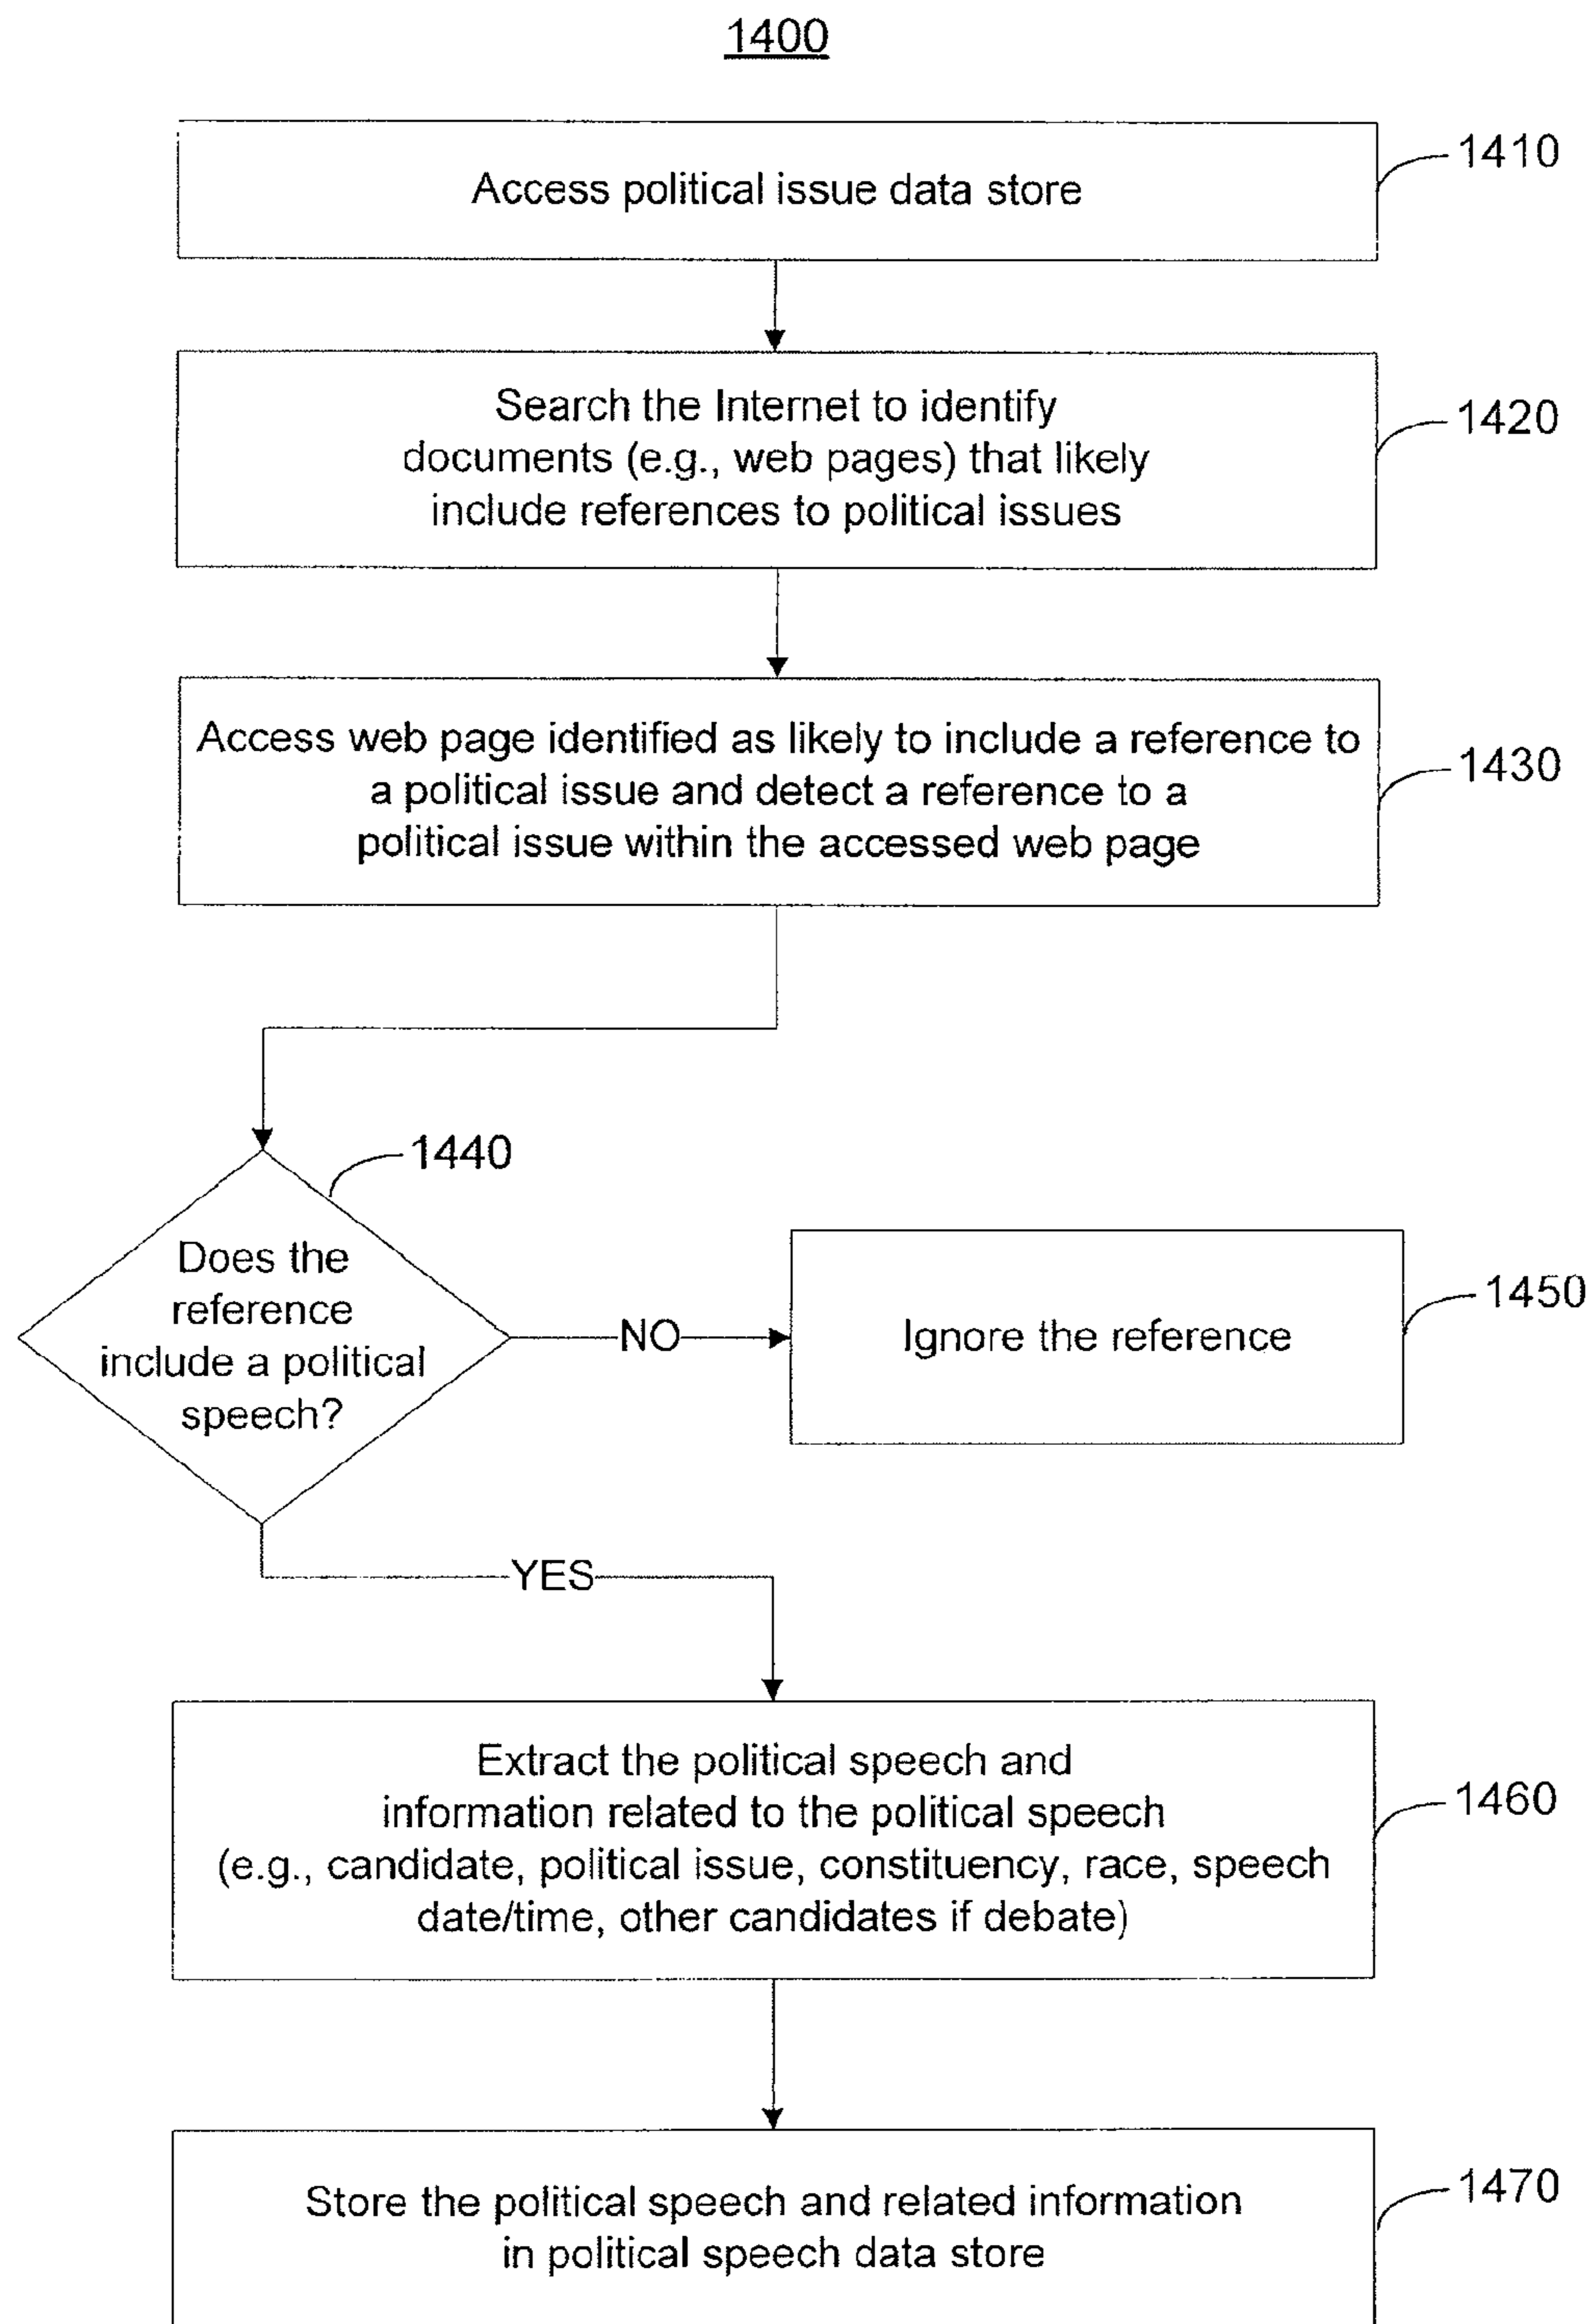 1400
Access political issue data store
1410
Search the Internet to identify
documents (e.g., web pages) that likely
include references to political issues
1420
Access web page identified as likely to include a reference to
a political issue and detect a reference to a
political issue within the accessed web page
1430
1440
Does the
reference
include a political
speech?
NO
Ignore the reference
1450
YES
Extract the political speech and
information related to the political speech
(e.g., candidate, political issue, constituency, race, speech
date/time, other candidates if debate)
1460
Store the political speech and related information
in political speech data store
1470